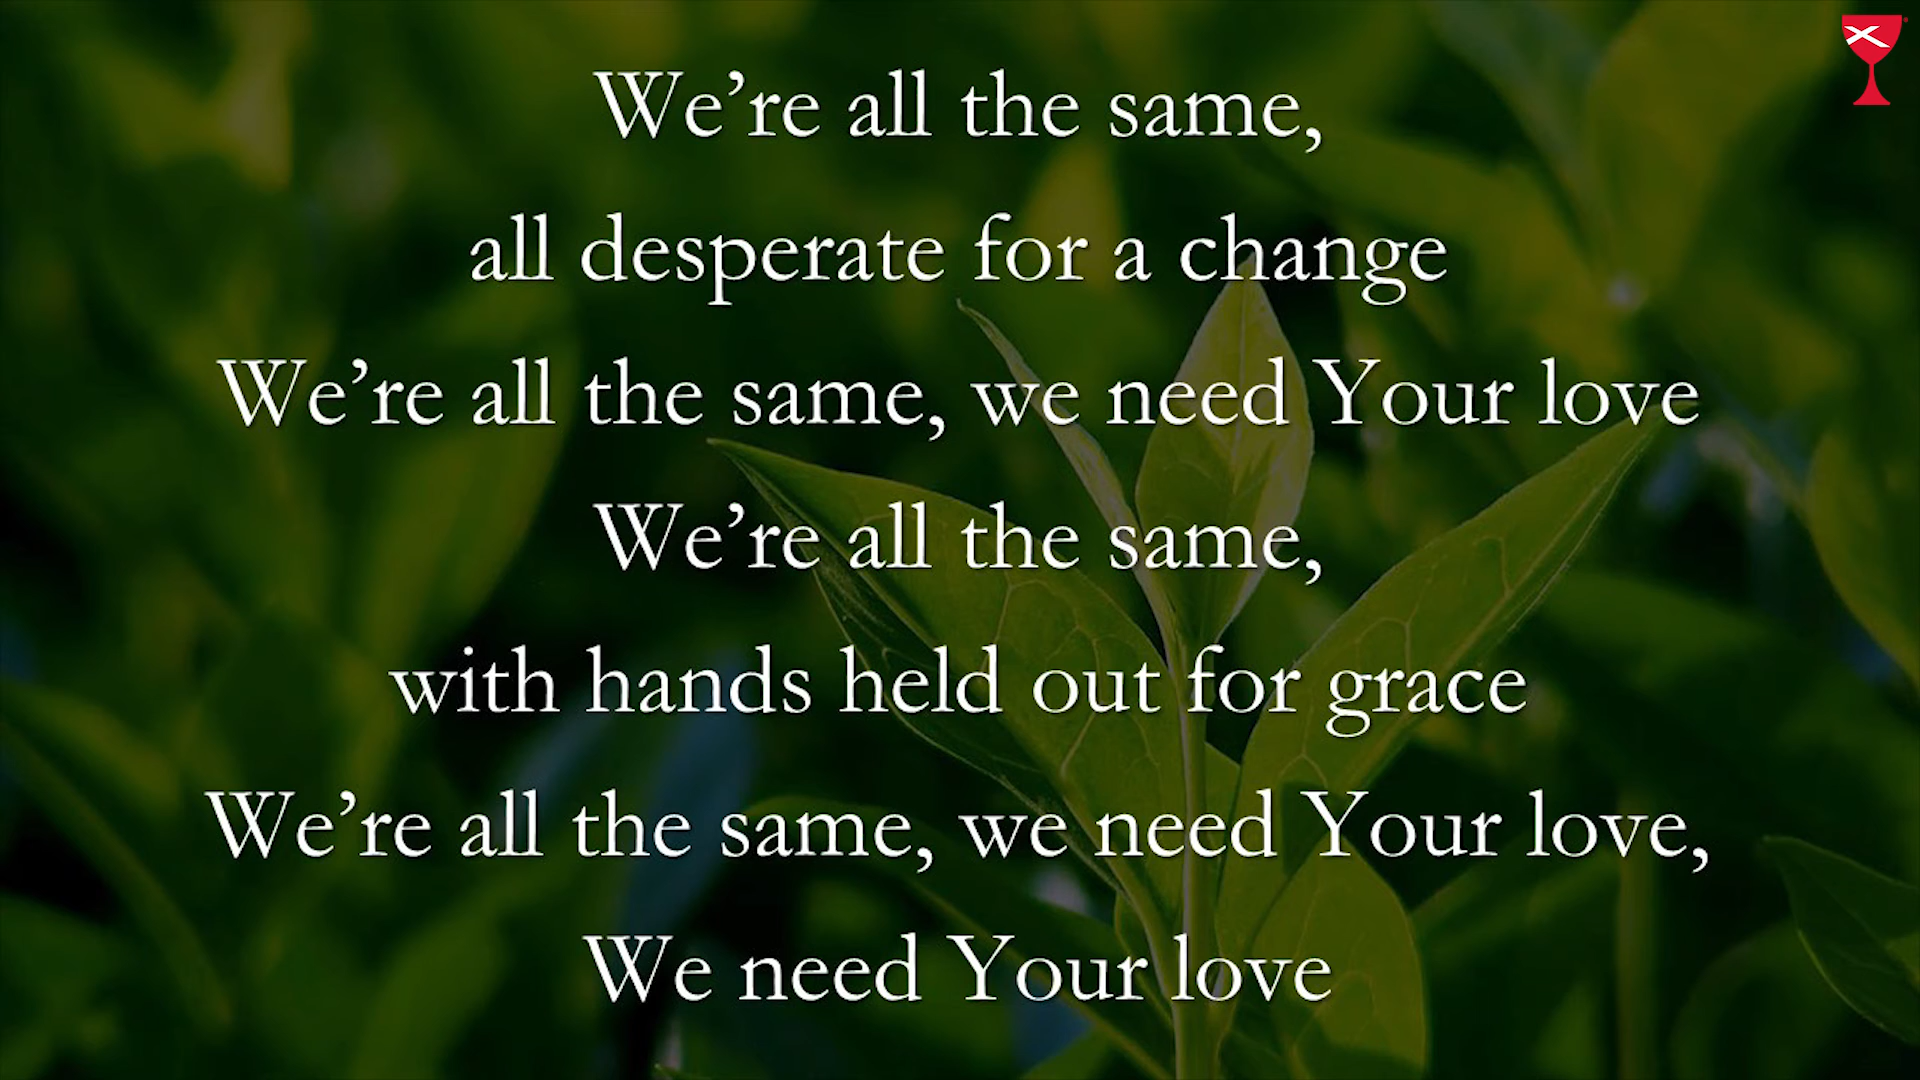 We’re all the same,
all desperate for a change
We’re all the same, we need Your love
We’re all the same,
with hands held out for grace
We’re all the same, we need Your love,
We need Your love